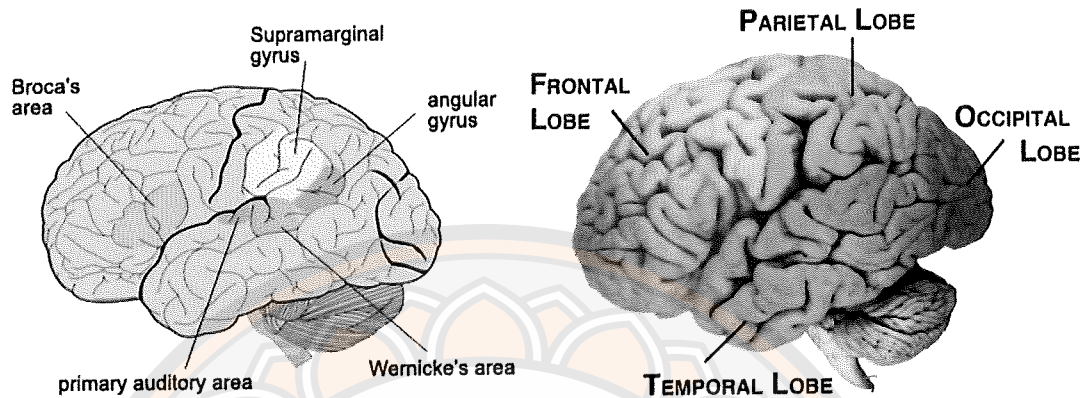 Supramarginal
gyrus
Broca's
area
angular
gyrus
primary auditory area
Wernicke's area
PARIETAL LOBE
FRONTAL
LOBE
OCCIPITAL
LOBE
TEMPORAL LOBE